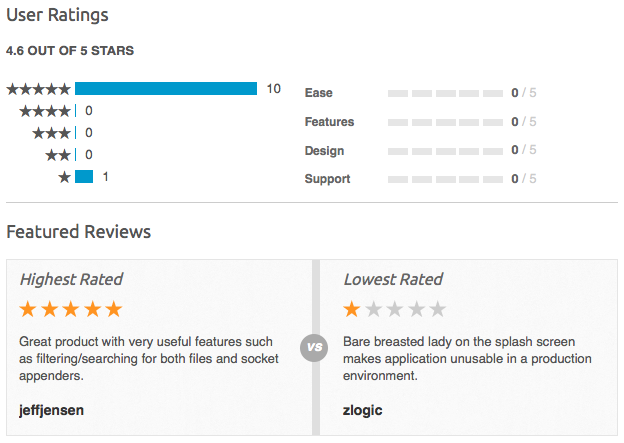 User Ratings
4.6 OUT OF 5 STARS
10
0
0
0
1
Ease 0 / 5
Features 0 / 5
Design 0 / 5
Support 0 / 5
Featured Reviews
Highest Rated
Great product with very useful features such
as filtering/searching for both files and socket
appenders.
jeffjensen
vs
Lowest Rated
Bare breasted lady on the splash screen
makes application unusable in a production
environment.
zlogic